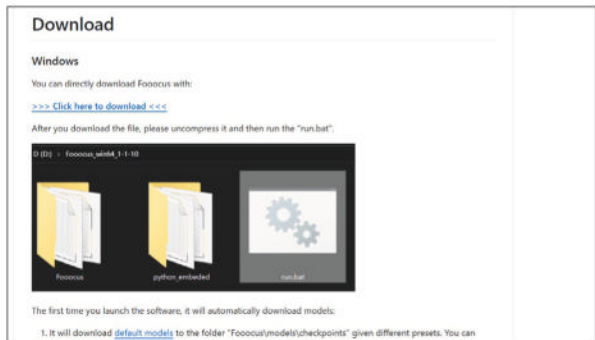 Download
Windows
You can directly download Fooocus with:
>>> Click here to download <<<
After you download the file, please uncompress it and then run the "run.bat".
D (D:) > Fooocus_win64_1-1-10
Fooocus
python_embeded
run.bat
The first time you launch the software, it will automatically download models:
1. It will download default models to the folder "Fooocus\models\checkpoints" given different presets. You can